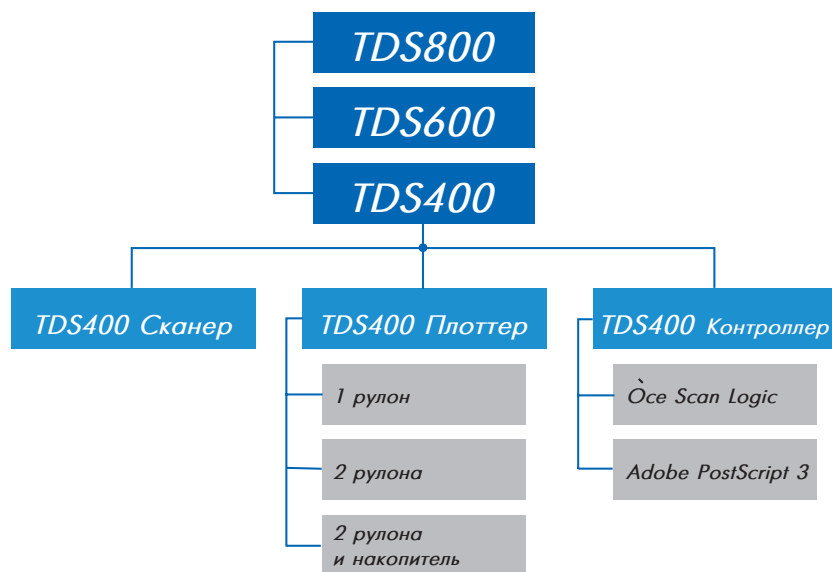 TDS800
TDS600
TDS400
TDS400 Сканер
TDS400 Плоттер
TDS400 Контроллер
1 рулон
2 рулона
2 рулона
и накопитель
Òce Scan Logic
Adobe PostScript 3